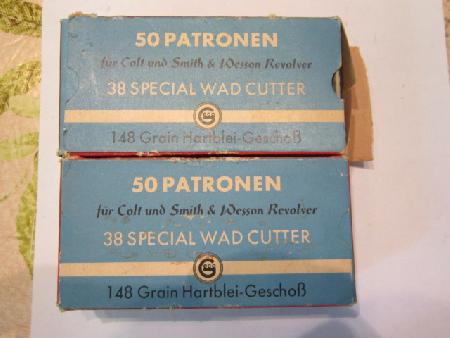 50 PATRONEN
für Colt und Smith & Wesson Revolver
38 SPECIAL WAD CUTTER
148 Grain Hartblei-Geschoß
50 PATRONEN
für Colt und Smith & Wesson Revolver
38 SPECIAL WAD CUTTER
148 Grain Hartblei-Geschoß